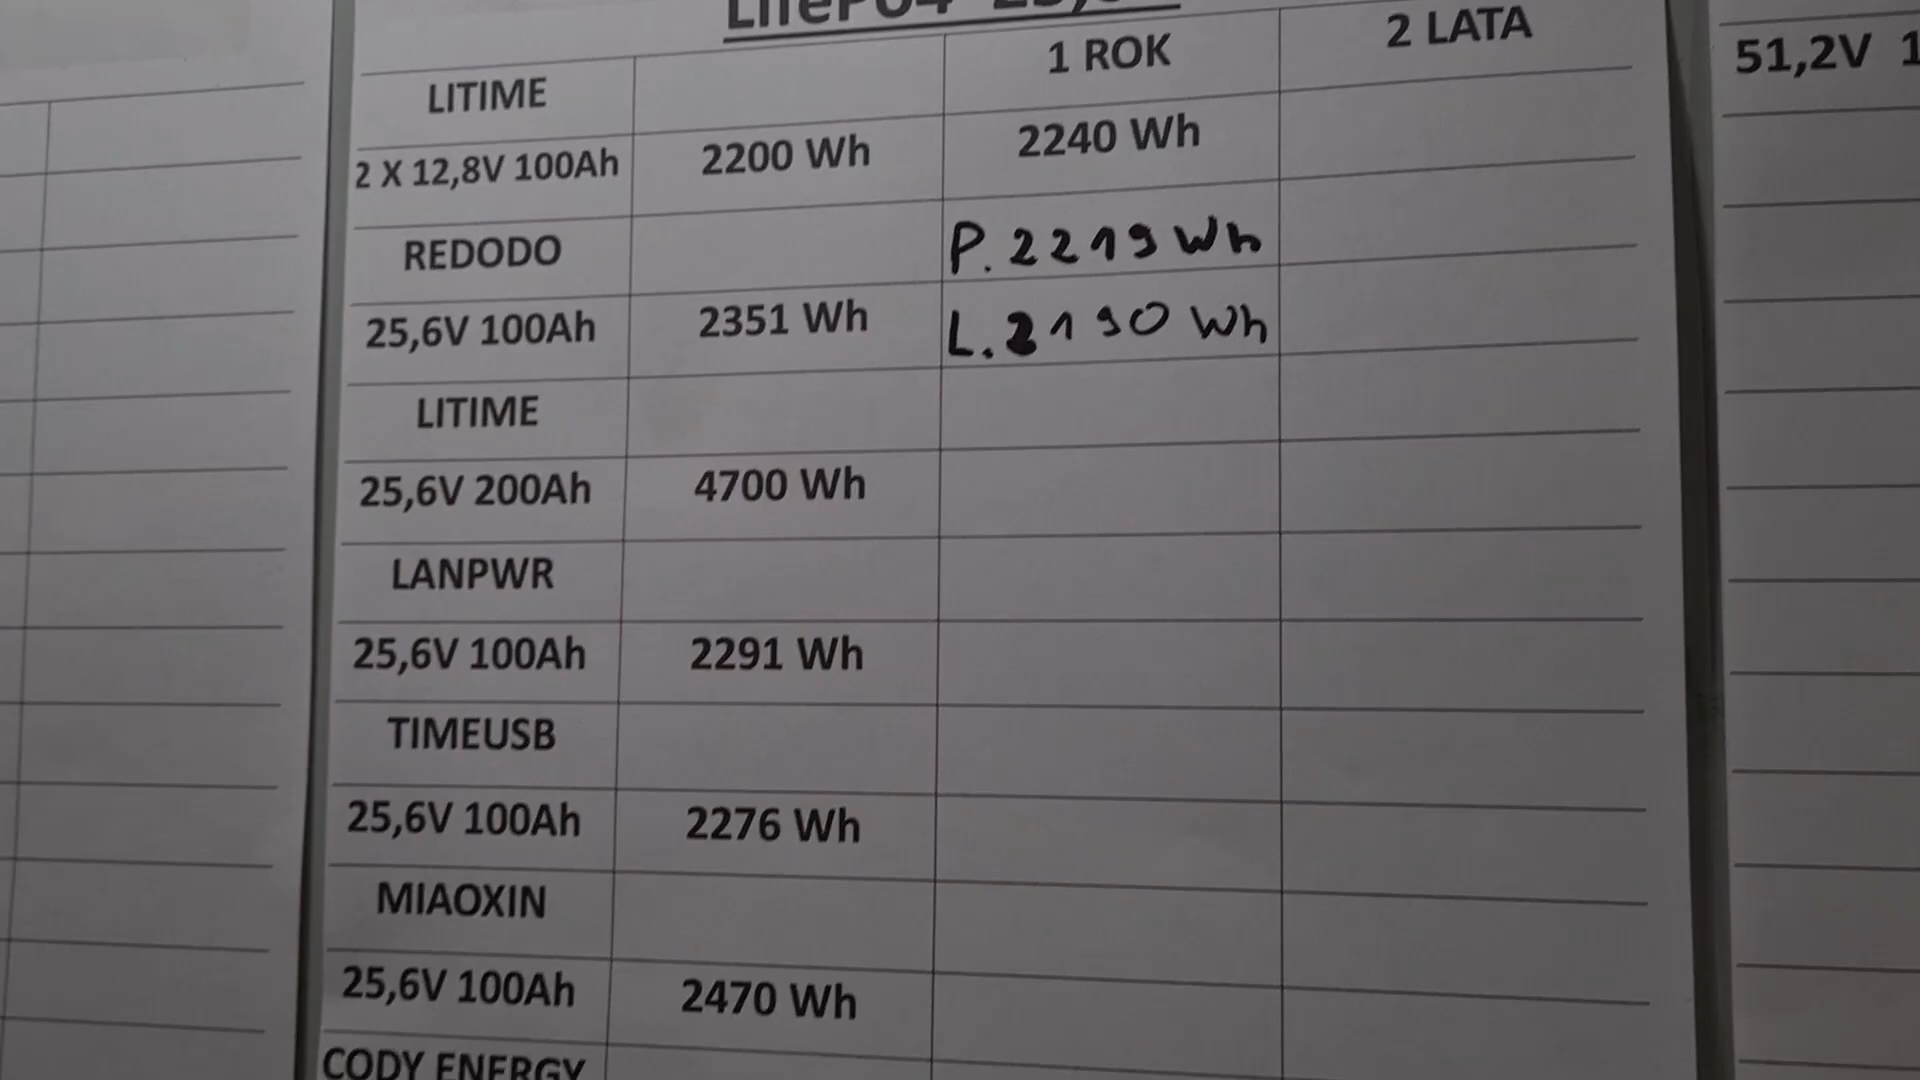 LifePO4
1 ROK 2 LATA
LITIME
2 X 12,8V 100Ah 2200 Wh 2240 Wh
REDODO P. 2219 Wh
25,6V 100Ah 2351 Wh L. 2190 Wh
LITIME
25,6V 200Ah 4700 Wh
LANPWR
25,6V 100Ah 2291 Wh
TIMEUSB
25,6V 100Ah 2276 Wh
MIAOXIN
25,6V 100Ah 2470 Wh
CODY ENERGY
51,2V 1